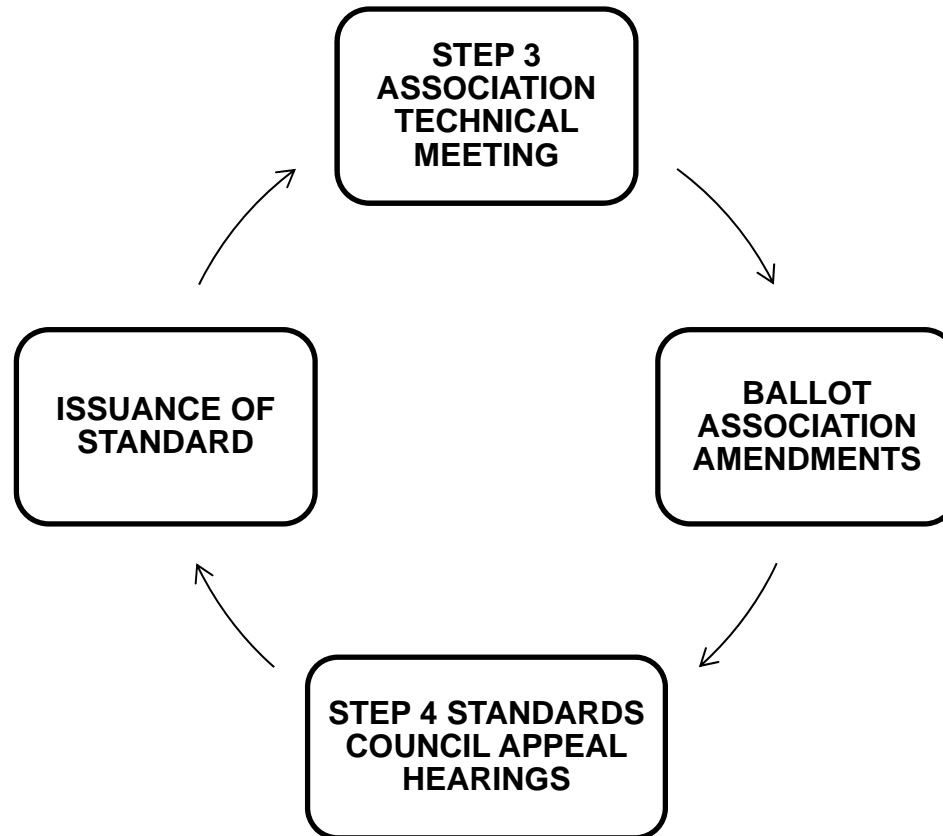 STEP 3
ASSOCIATION
TECHNICAL
MEETING
BALLOT
ASSOCIATION
AMENDMENTS
STEP 4 STANDARDS
COUNCIL APPEAL
HEARINGS
ISSUANCE OF
STANDARD